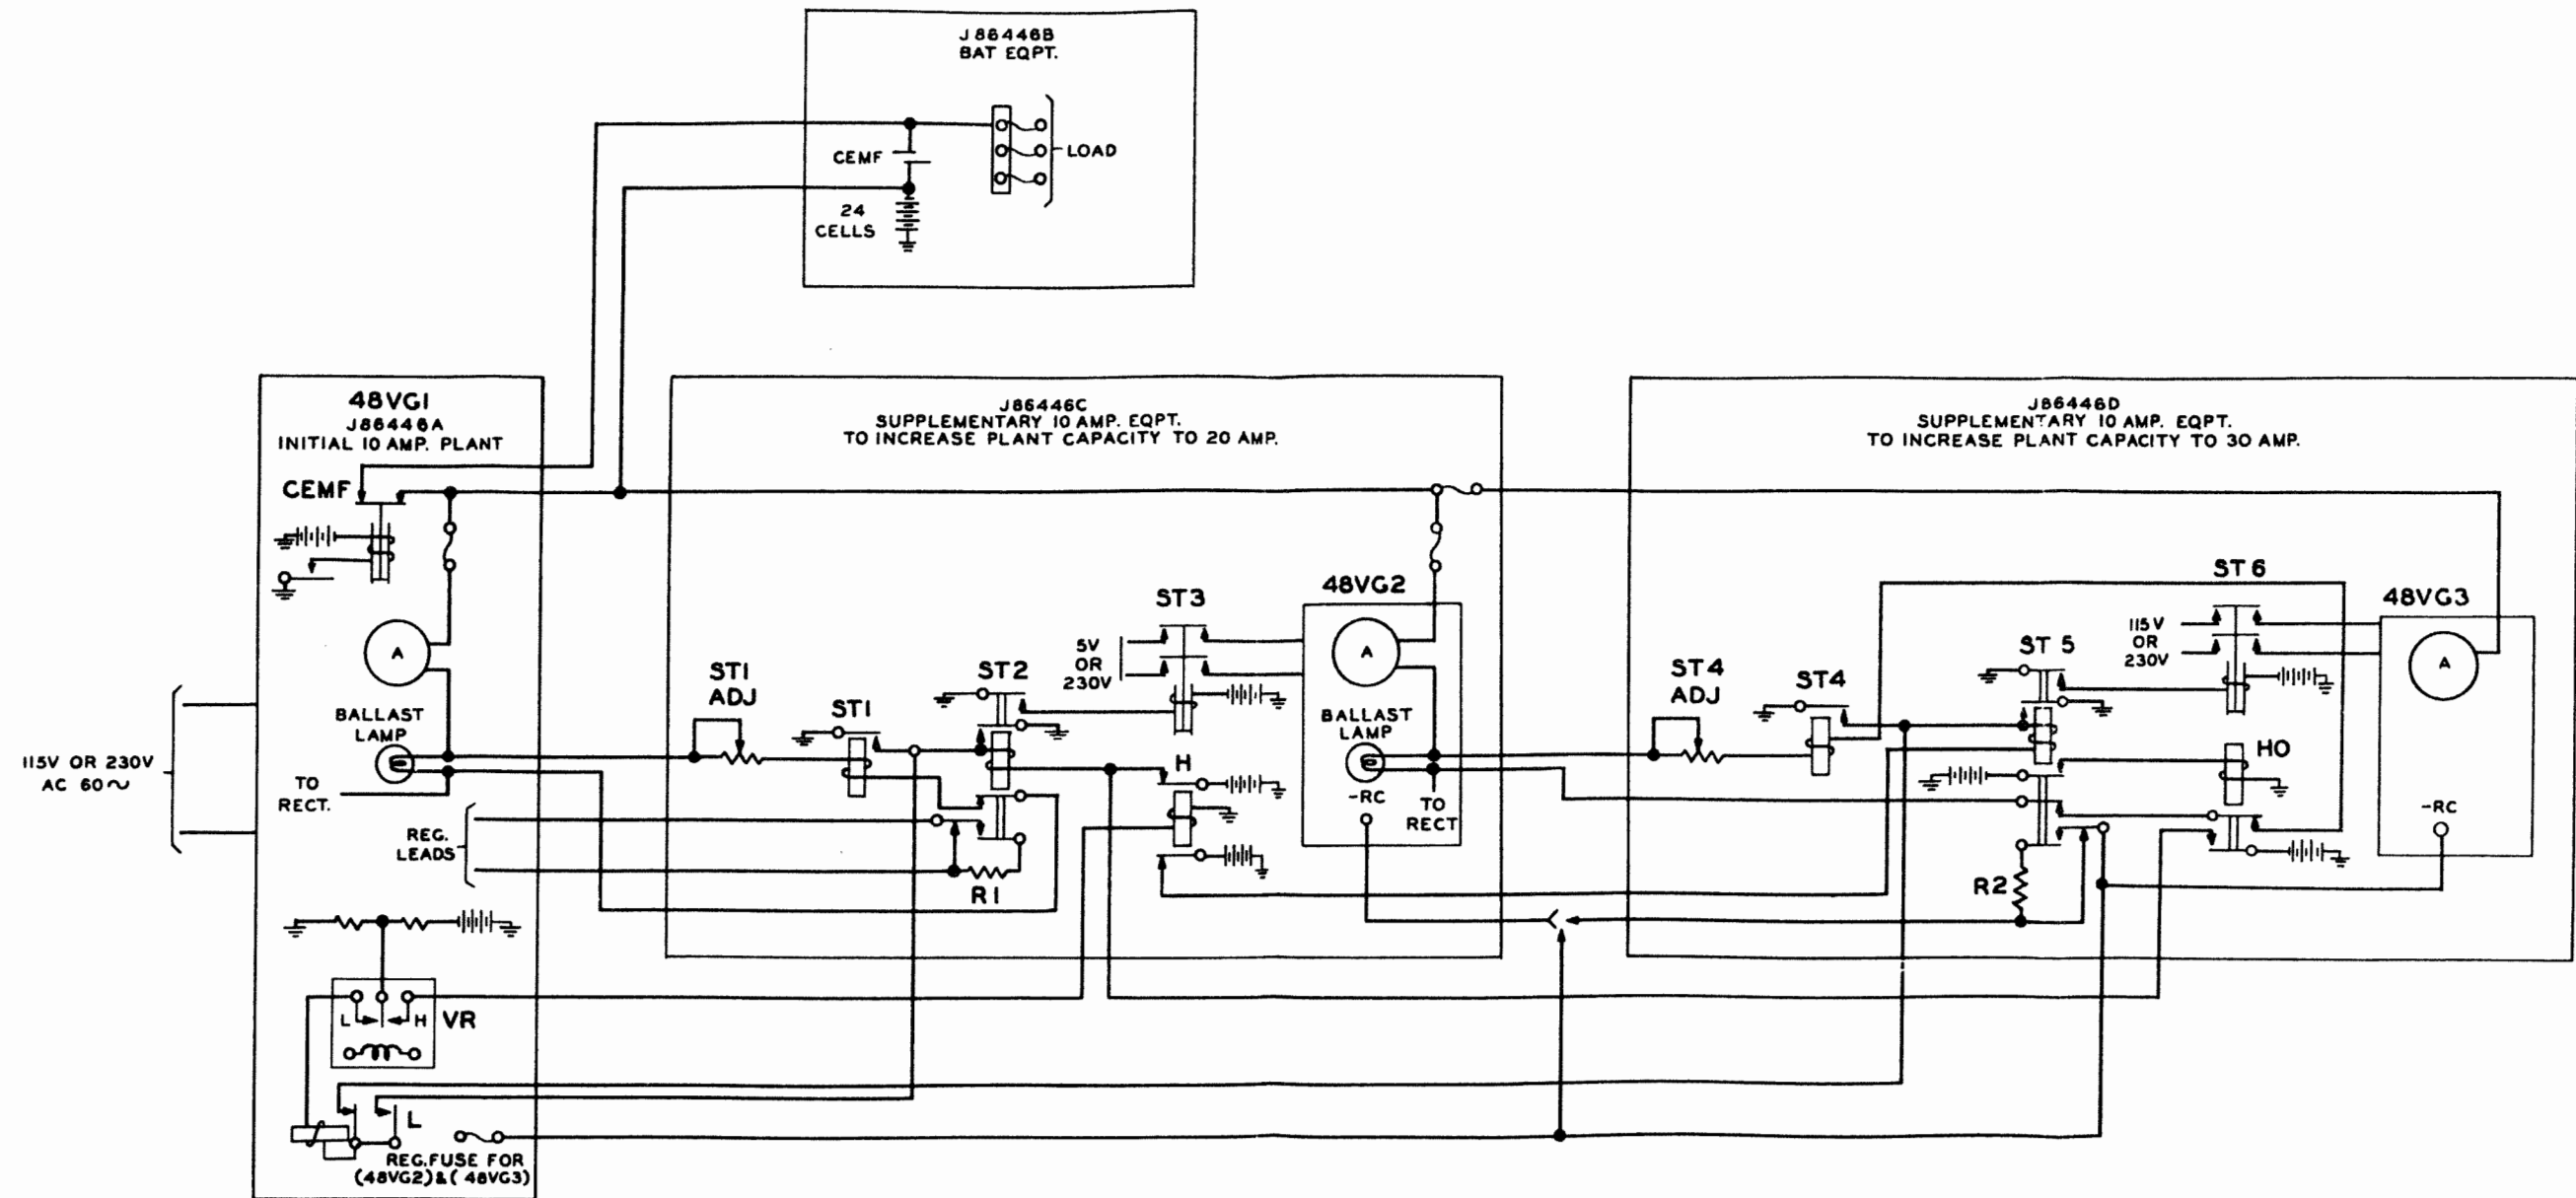 J86446B
BAT EQPT.
CEMF
LOAD
24
CELLS
48VG1
J86446A
INITIAL 10 AMP. PLANT
CEMF
A
BALLAST
LAMP
115V OR 230V
AC 60~
TO
RECT.
REG.
LEADS
L
H
VR
L
REG. FUSE FOR
(48VG2)&(48VG3)
J86446C
SUPPLEMENTARY 10 AMP. EQPT.
TO INCREASE PLANT CAPACITY TO 20 AMP.
ST1
ADJ
ST1
ST2
ST3
5V
OR
230V
H
R1
48VG2
A
BALLAST
LAMP
-RC
TO
RECT
J86446D
SUPPLEMENTARY 10 AMP. EQPT.
TO INCREASE PLANT CAPACITY TO 30 AMP.
ST4
ADJ
ST4
ST 5
ST 6
115V
OR
230V
HO
R2
48VG3
A
-RC